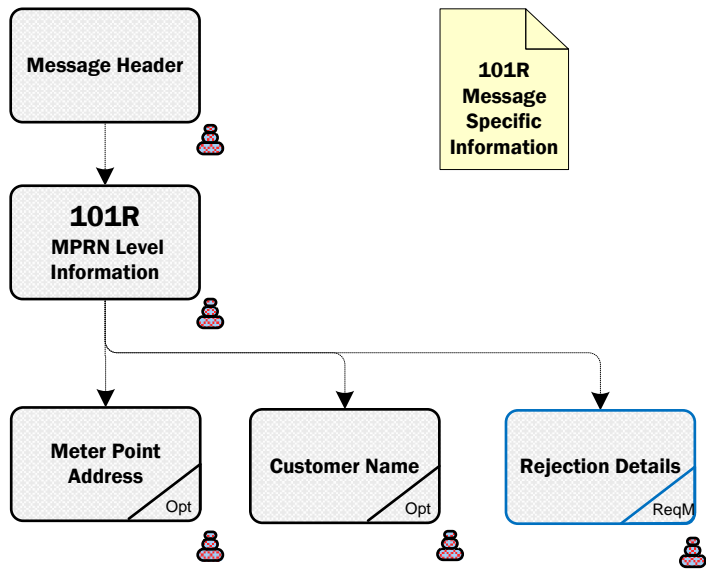 Message Header
101R
Message
Specific
Information
101R
MPRN Level
Information
Meter Point
Address
Opt
Customer Name
Opt
Rejection Details
ReqM